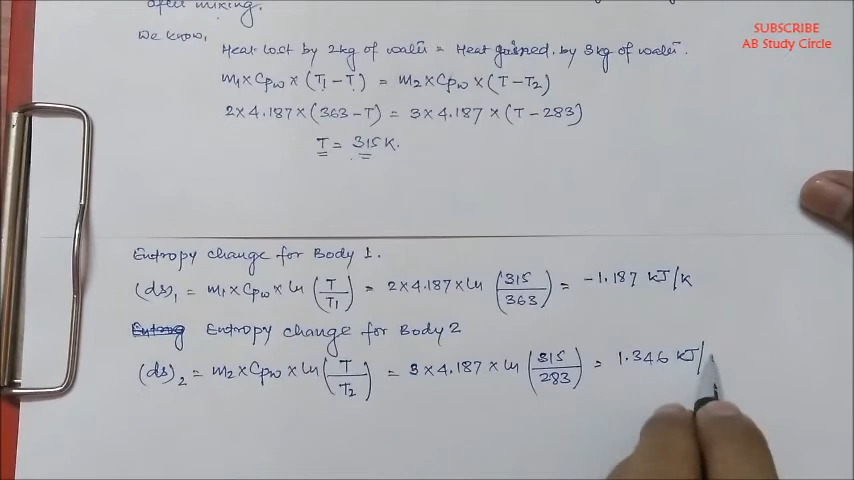 after mixing.
SUBSCRIBE
AB Study Circle
We know,
Heat lost by 2kg of water = Heat gained by 3kg of water.
m₁ × Cpw × (T₁ − T) = m₂ × Cpw × (T − T₂)
2 × 4.187 × (363 − T) = 3 × 4.187 × (T − 283)
T = 315 K.
Entropy change for Body 1.
(ds)₁ = m₁ × Cpw × ln (T/T₁) = 2 × 4.187 × ln (315/363) = −1.187 kJ/K
Entropy change for Body 2
(ds)₂ = m₂ × Cpw × ln (T/T₂) = 3 × 4.187 × ln (315/283) = 1.346 kJ/